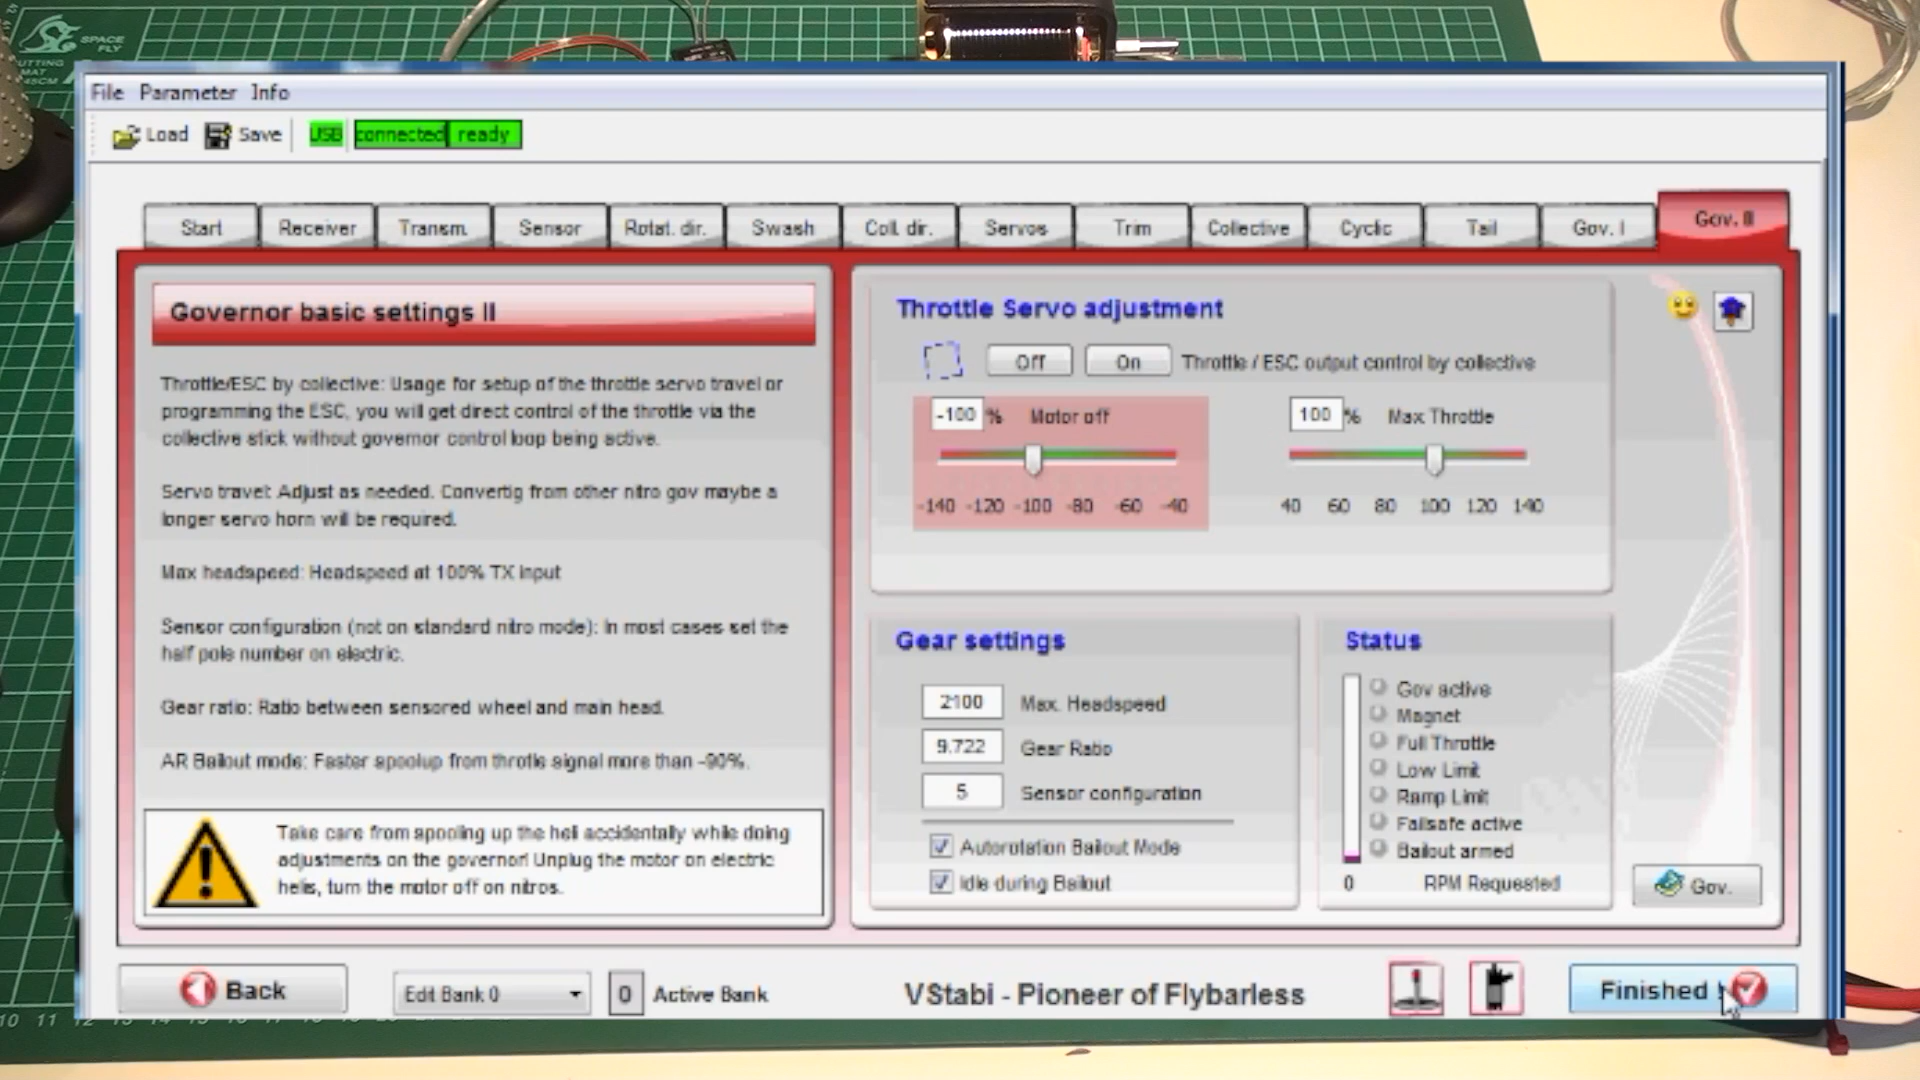 SPACE
FLY
CUTTING
MAT
45CM
File Parameter Info
Load Save USB connected ready
Start Receiver Transm. Sensor Rotat. dir. Swash Coll. dir. Servos Trim Collective Cyclic Tail Gov. I Gov. II
Governor basic settings II
Throttle/ESC by collective: Usage for setup of the throttle servo travel or
programming the ESC, you will get direct control of the throttle via the
collective stick without governor control loop being active.
Servo travel: Adjust as needed. Convertig from other nitro gov maybe a
longer servo horn will be required.
Max headspeed: Headspeed at 100% TX input
Sensor configuration (not on standard nitro mode): In most cases set the
half pole number on electric.
Gear ratio: Ratio between sensored wheel and main head.
AR Bailout mode: Faster spoolup from throtle signal more than -90%.
Take care from spooling up the heli accidentally while doing
adjustments on the governor! Unplug the motor on electric
helis, turn the motor off on nitros.
Throttle Servo adjustment
Off On Throttle / ESC output control by collective
-100 % Motor off 100 % Max Throttle
-140 -120 -100 -80 -60 -40 40 60 80 100 120 140
Gear settings
2100 Max. Headspeed
9.722 Gear Ratio
5 Sensor configuration
Autorotation Bailout Mode
Idle during Bailout
Status
Gov active
Magnet
Full Throttle
Low Limit
Ramp Limit
Failsafe active
Bailout armed
0 RPM Requested
Gov.
Back Edit Bank 0 0 Active Bank VStabi - Pioneer of Flybarless Finished !
10 11 12